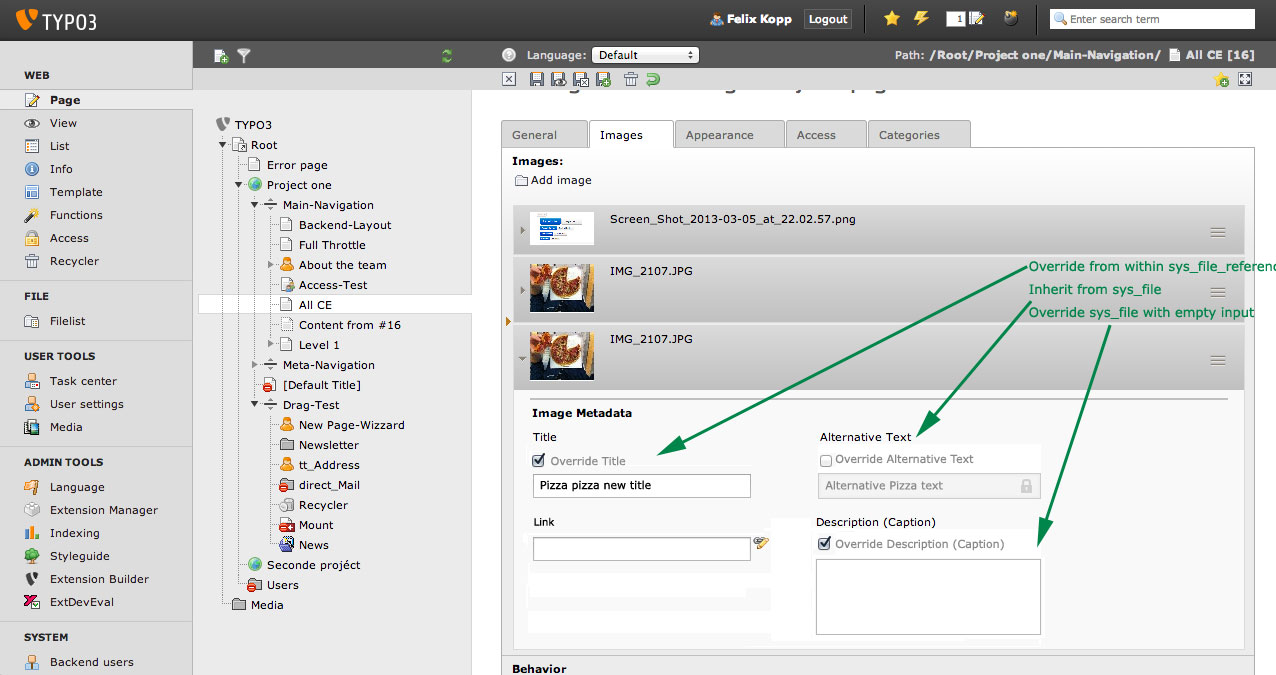 TYPO3
Felix Kopp
Logout
1
Enter search term
Language:
Default
Path: /Root/Project one/Main-Navigation/ All CE [16]
WEB
Page
View
List
Info
Template
Functions
Access
Recycler
FILE
Filelist
USER TOOLS
Task center
User settings
Media
ADMIN TOOLS
Language
Extension Manager
Indexing
Styleguide
Extension Builder
ExtDevEval
SYSTEM
Backend users
TYPO3
Root
Error page
Project one
Main-Navigation
Backend-Layout
Full Throttle
About the team
Access-Test
All CE
Content from #16
Level 1
Meta-Navigation
[Default Title]
Drag-Test
New Page-Wizzard
Newsletter
tt_Address
direct_Mail
Recycler
Mount
News
Seconde projéct
Users
Media
General
Images
Appearance
Access
Categories
Images:
Add image
Screen_Shot_2013-03-05_at_22.02.57.png
IMG_2107.JPG
Override from within sys_file_referenc
Inherit from sys_file
Override sys_file with empty input
IMG_2107.JPG
Image Metadata
Title
Override Title
Pizza pizza new title
Alternative Text
Override Alternative Text
Alternative Pizza text
Link
Description (Caption)
Override Description (Caption)
Behavior